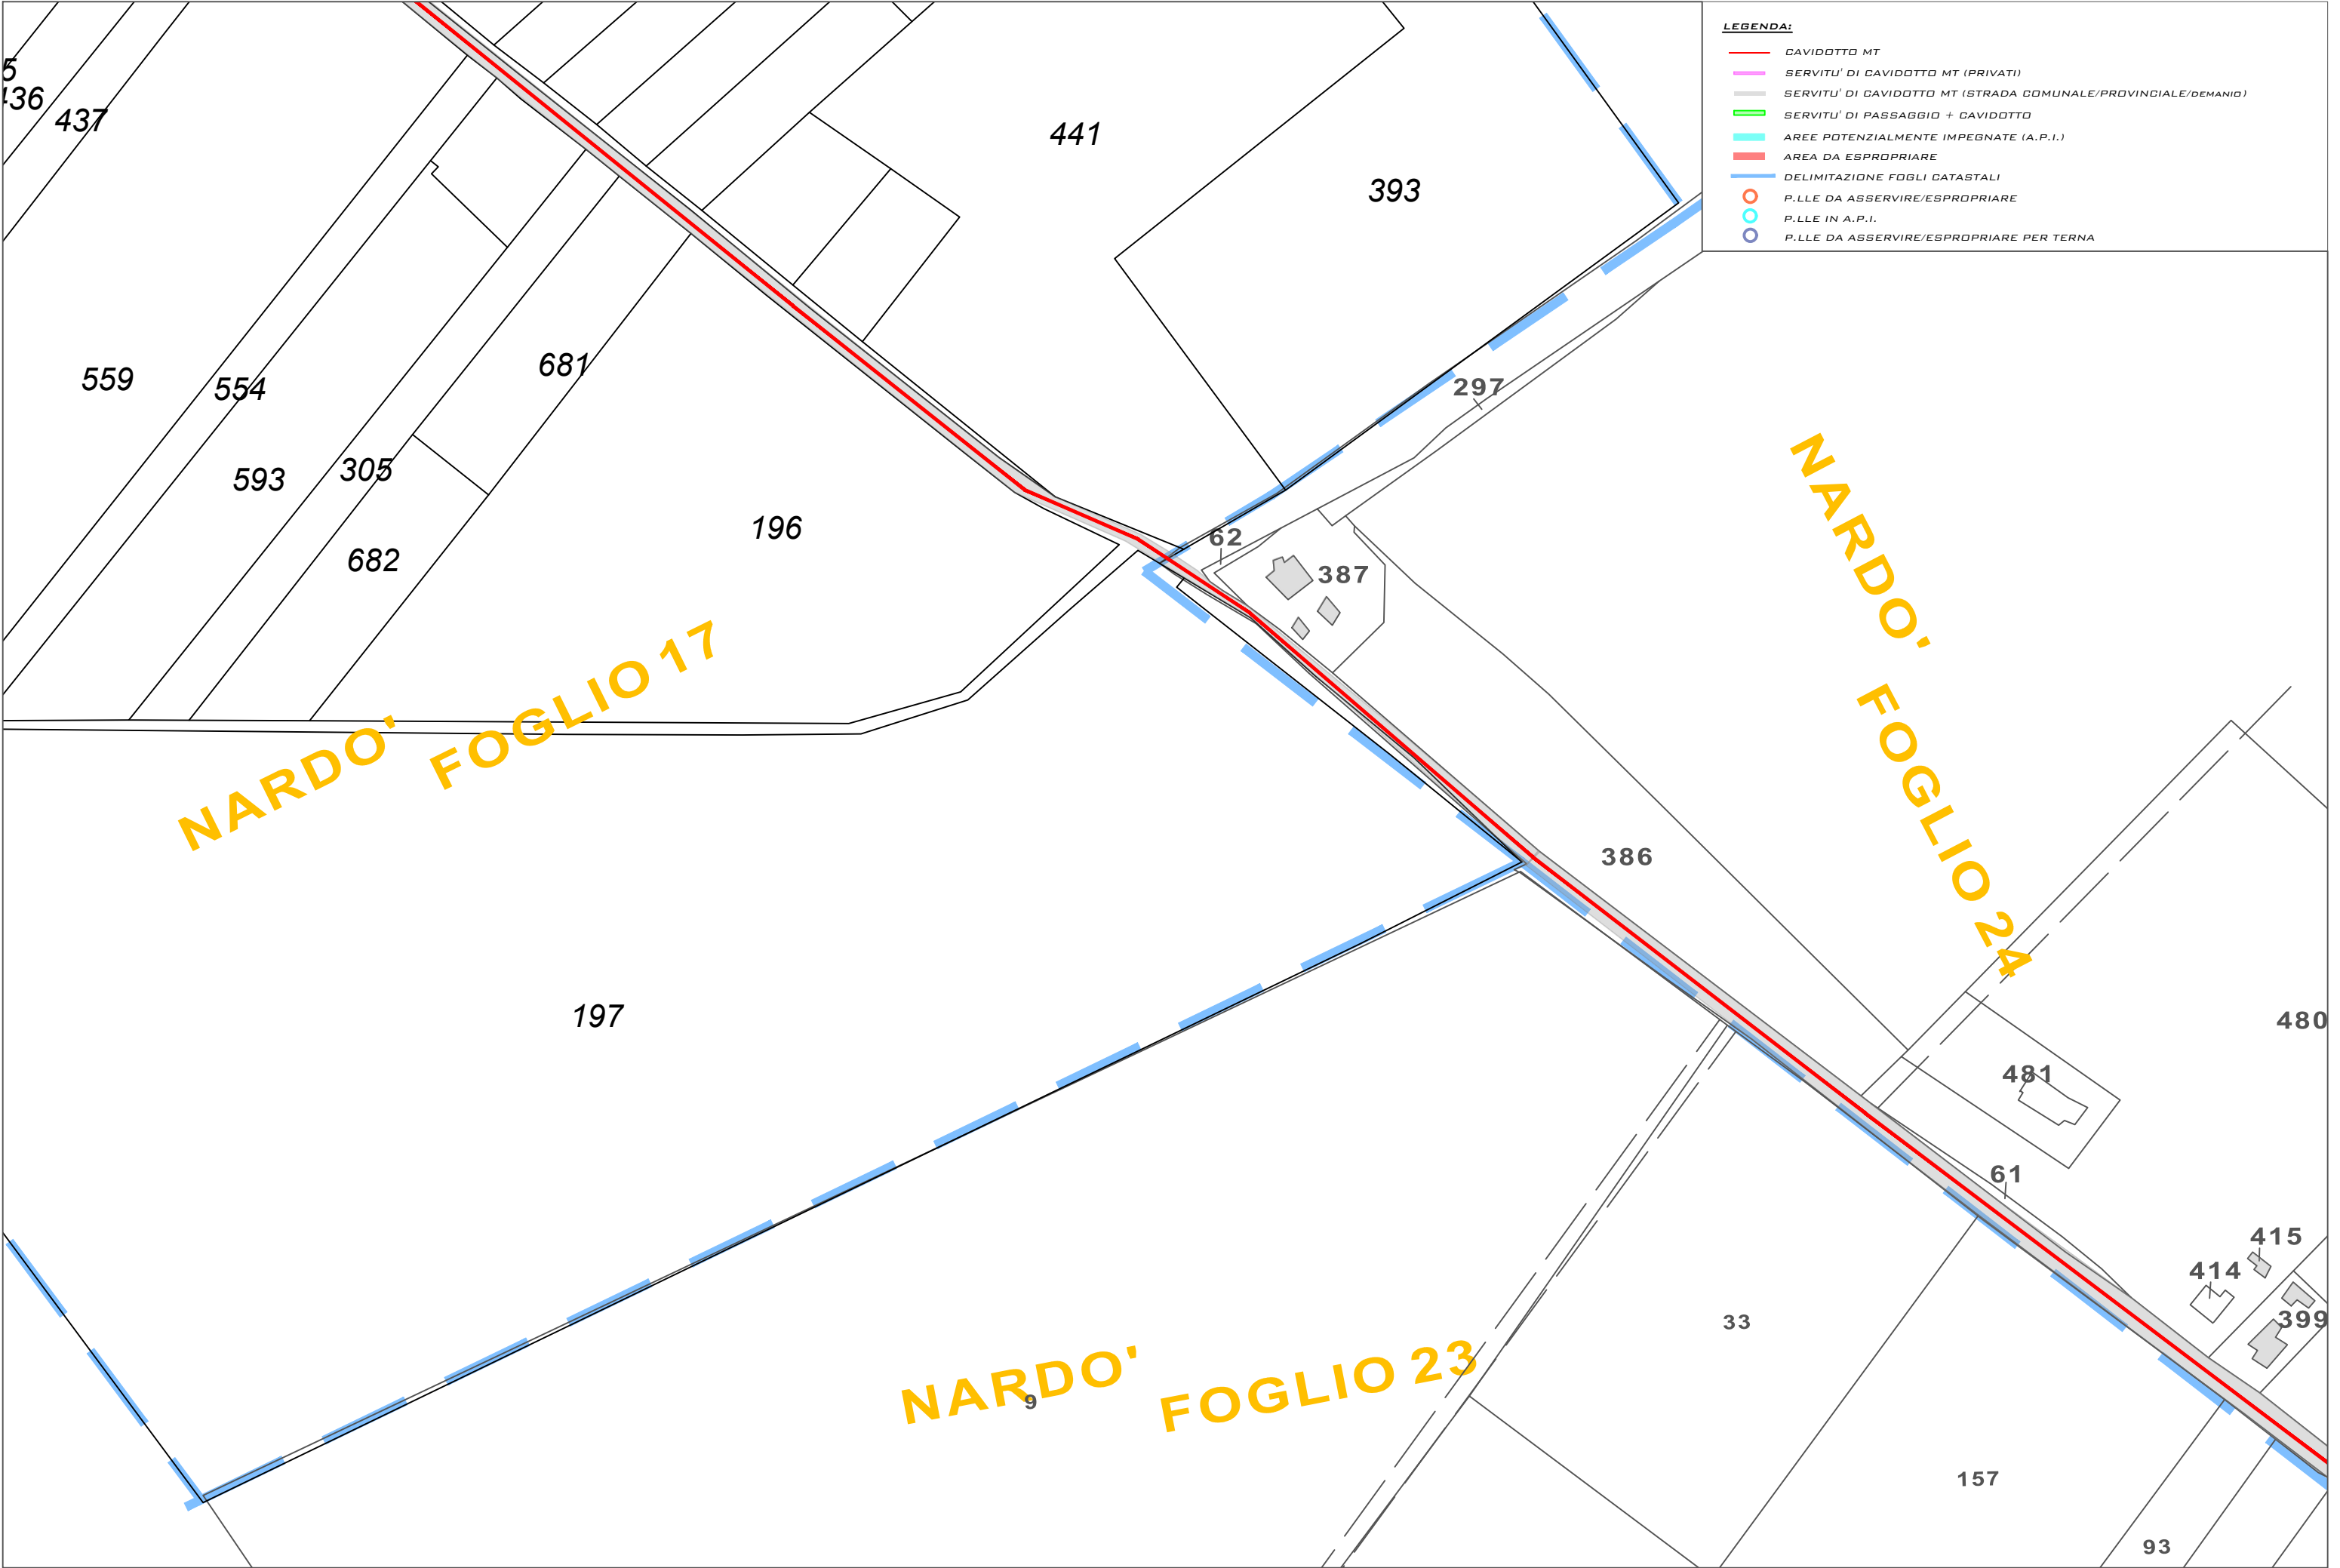 LEGENDA:
CAVIDOTTO MT
SERVITU' DI CAVIDOTTO MT (PRIVATI)
SERVITU' DI CAVIDOTTO MT (STRADA COMUNALE/PROVINCIALE/DEMANIO)
SERVITU' DI PASSAGGIO + CAVIDOTTO
AREE POTENZIALMENTE IMPEGNATE (A.P.I.)
AREA DA ESPROPRIARE
DELIMITAZIONE FOGLI CATASTALI
P.LLE DA ASSERVIRE/ESPROPRIARE
P.LLE IN A.P.I.
P.LLE DA ASSERVIRE/ESPROPRIARE PER TERNA
5
436
437
441
393
559
554
681
297
593
305
196
62
682
387
NARDO' FOGLIO 17
NARDO' FOGLIO 24
386
197
480
481
61
415
414
399
33
NARDO' FOGLIO 23
9
157
93